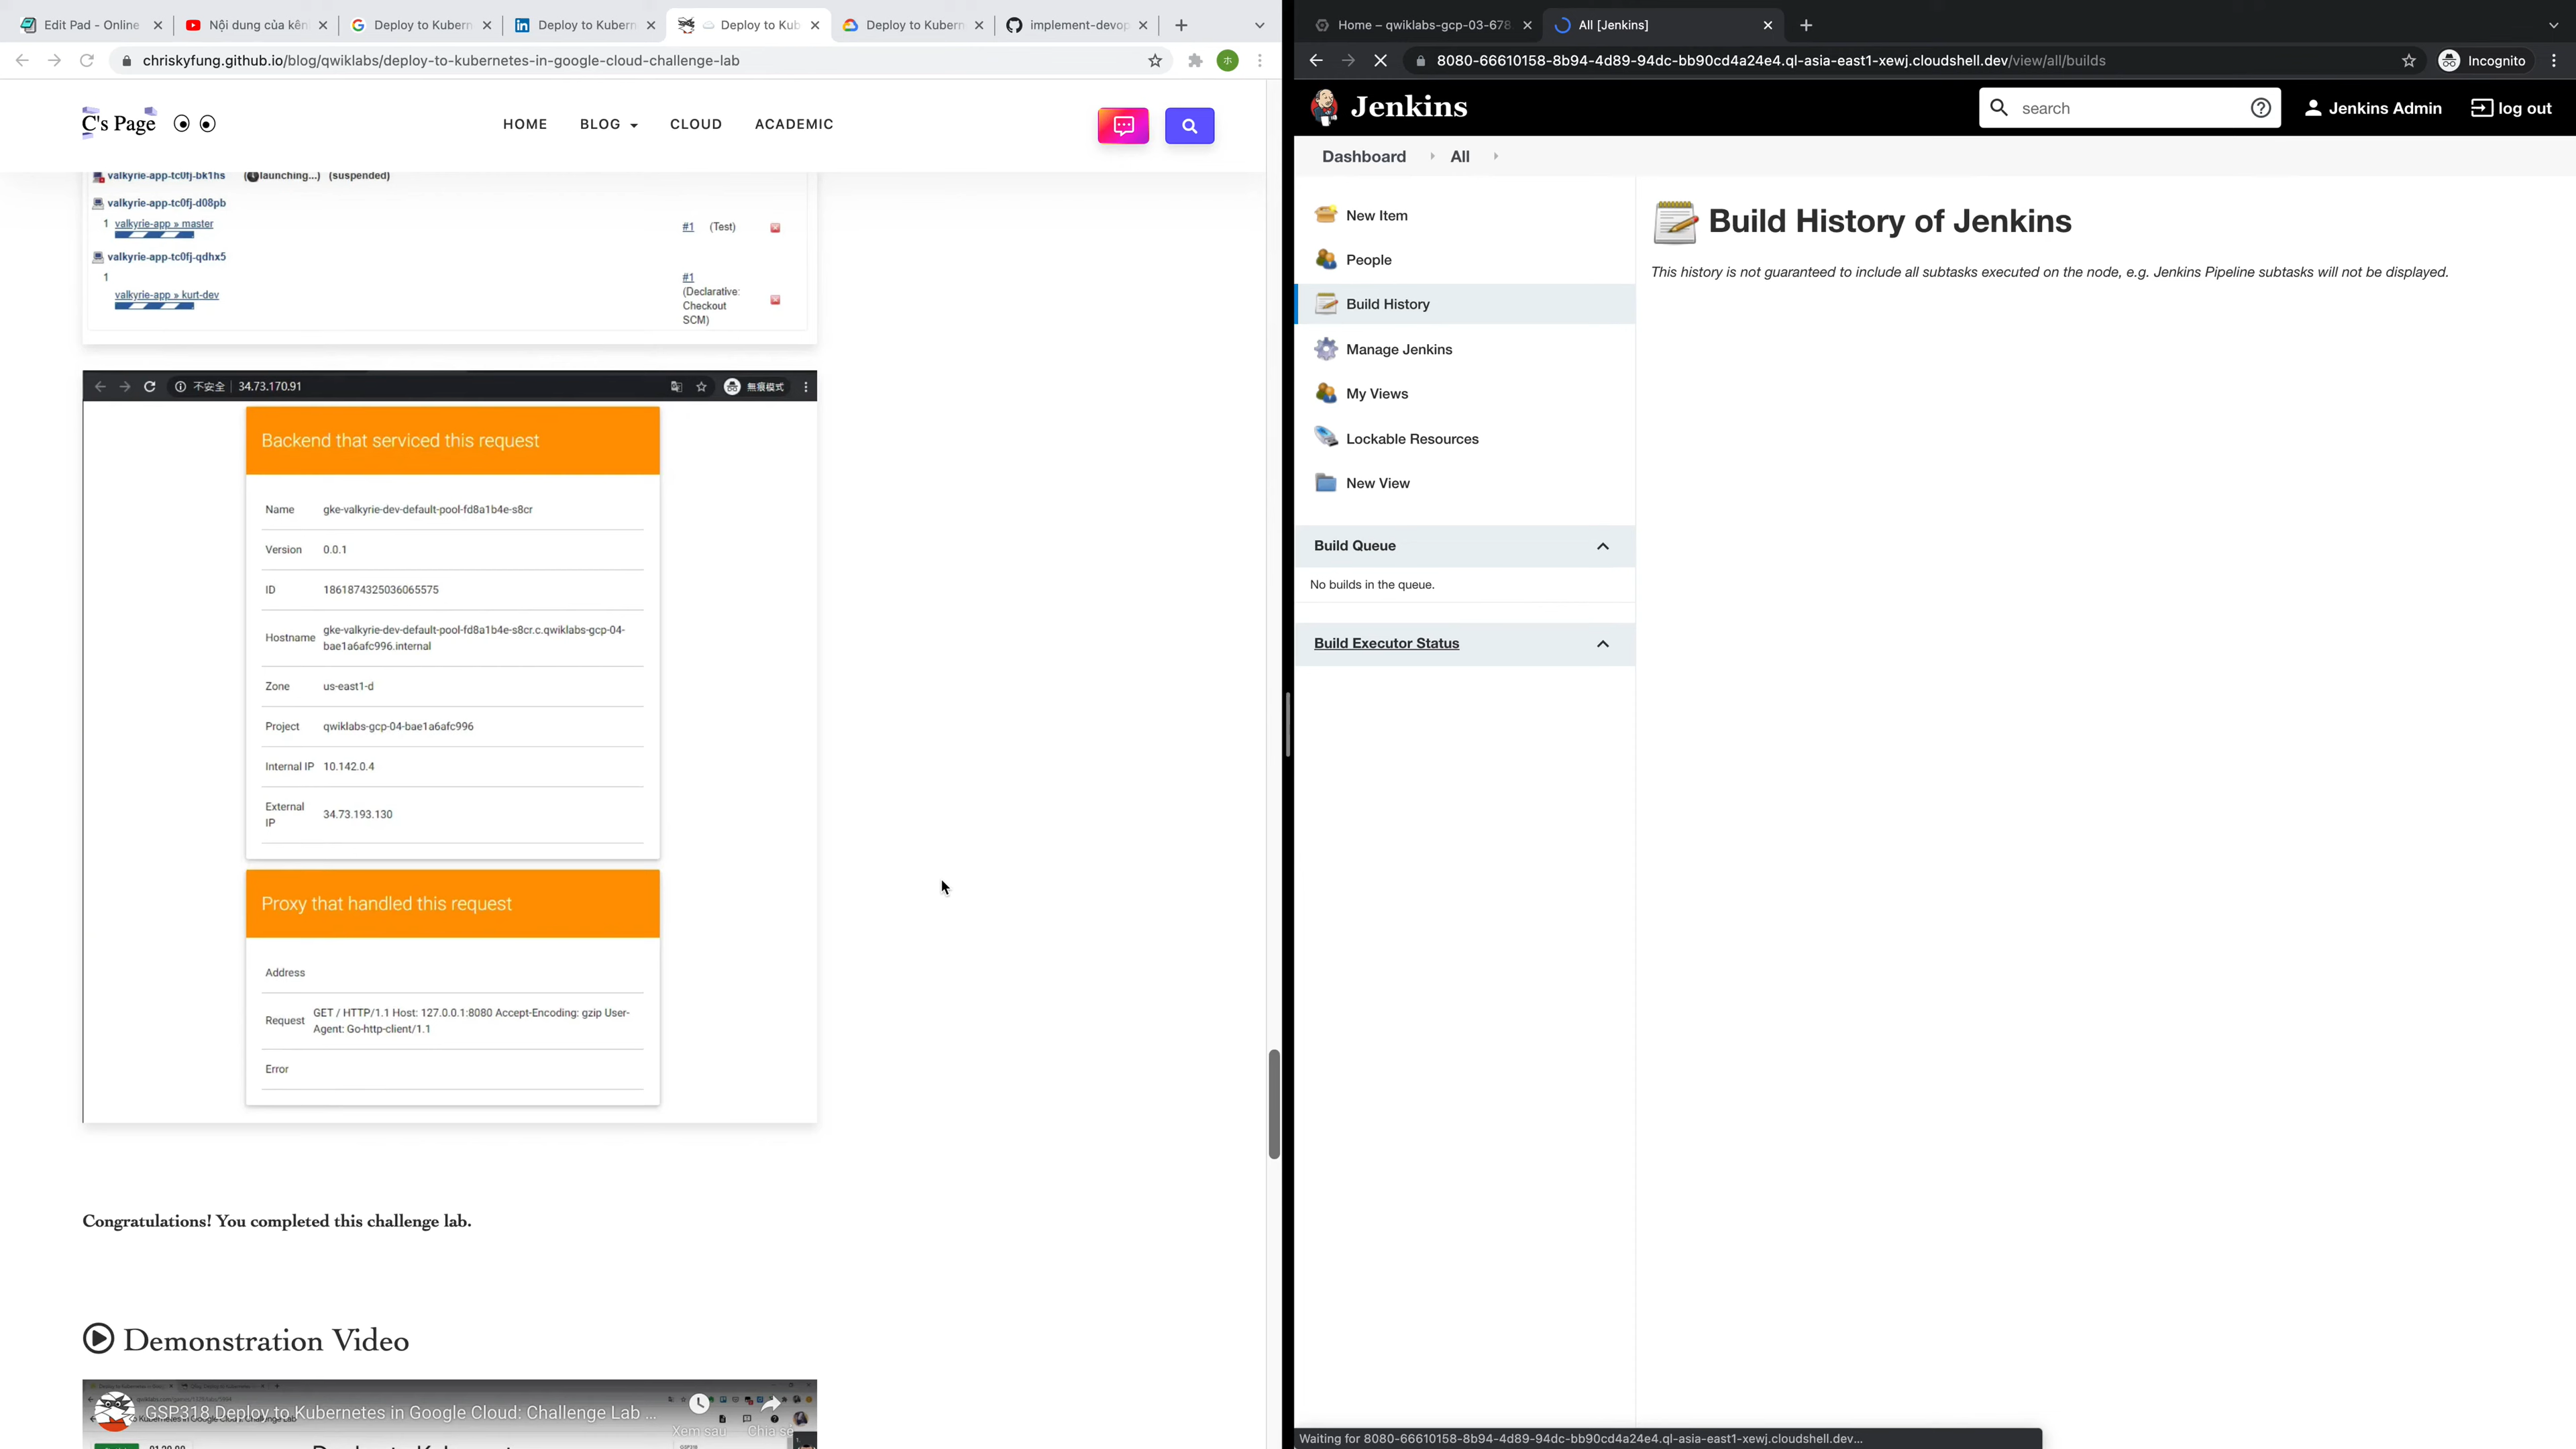 Edit Pad - Online
Nội dung của kên
Deploy to Kubern
Deploy to Kubern
Deploy to Kub
Deploy to Kubern
implement-devop
chriskyfung.github.io/blog/qwiklabs/deploy-to-kubernetes-in-google-cloud-challenge-lab
C's Page
HOME
BLOG
CLOUD
ACADEMIC
valkyrie-app-tc0fj-bk1hs (launching...) (suspended)
valkyrie-app-tc0fj-d08pb
1 valkyrie-app » master #1 (Test)
valkyrie-app-tc0fj-qdhx5
1 #1
(Declarative:
valkyrie-app » kurt-dev
Checkout
SCM)
不安全 34.73.170.91 無痕模式
Backend that serviced this request
Name gke-valkyrie-dev-default-pool-fd8a1b4e-s8cr
Version 0.0.1
ID 1861874325036065575
Hostname gke-valkyrie-dev-default-pool-fd8a1b4e-s8cr.c.qwiklabs-gcp-04-
bae1a6afc996.internal
Zone us-east1-d
Project qwiklabs-gcp-04-bae1a6afc996
Internal IP 10.142.0.4
External
IP
34.73.193.130
Proxy that handled this request
Address
Request GET / HTTP/1.1 Host: 127.0.0.1:8080 Accept-Encoding: gzip User-
Agent: Go-http-client/1.1
Error
Congratulations! You completed this challenge lab.
Demonstration Video
GSP318 Deploy to Kubernetes in Google Cloud: Challenge Lab ...
Xem sau
Chia sẻ
Home – qwiklabs-gcp-03-678
All [Jenkins]
8080-66610158-8b94-4d89-94dc-bb90cd4a24e4.ql-asia-east1-xewj.cloudshell.dev/view/all/builds
Incognito
Jenkins
search
Jenkins Admin
log out
Dashboard
All
New Item
People
Build History
Manage Jenkins
My Views
Lockable Resources
New View
Build Queue
No builds in the queue.
Build Executor Status
Build History of Jenkins
This history is not guaranteed to include all subtasks executed on the node, e.g. Jenkins Pipeline subtasks will not be displayed.
Waiting for 8080-66610158-8b94-4d89-94dc-bb90cd4a24e4.ql-asia-east1-xewj.cloudshell.dev...